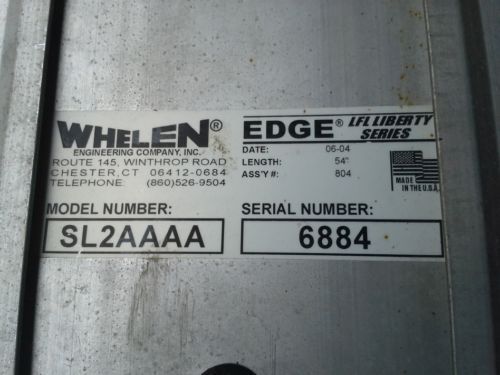 WHELEN®
ENGINEERING COMPANY, INC.
ROUTE 145, WINTHROP ROAD
CHESTER, CT 06412-0684
TELEPHONE: (860)526-9504
EDGE® LFL LIBERTY SERIES
DATE: 06-04
LENGTH: 54"
ASS'Y #: 804
MADE IN THE U.S.A.
MODEL NUMBER:
SL2AAAA
SERIAL NUMBER:
6884